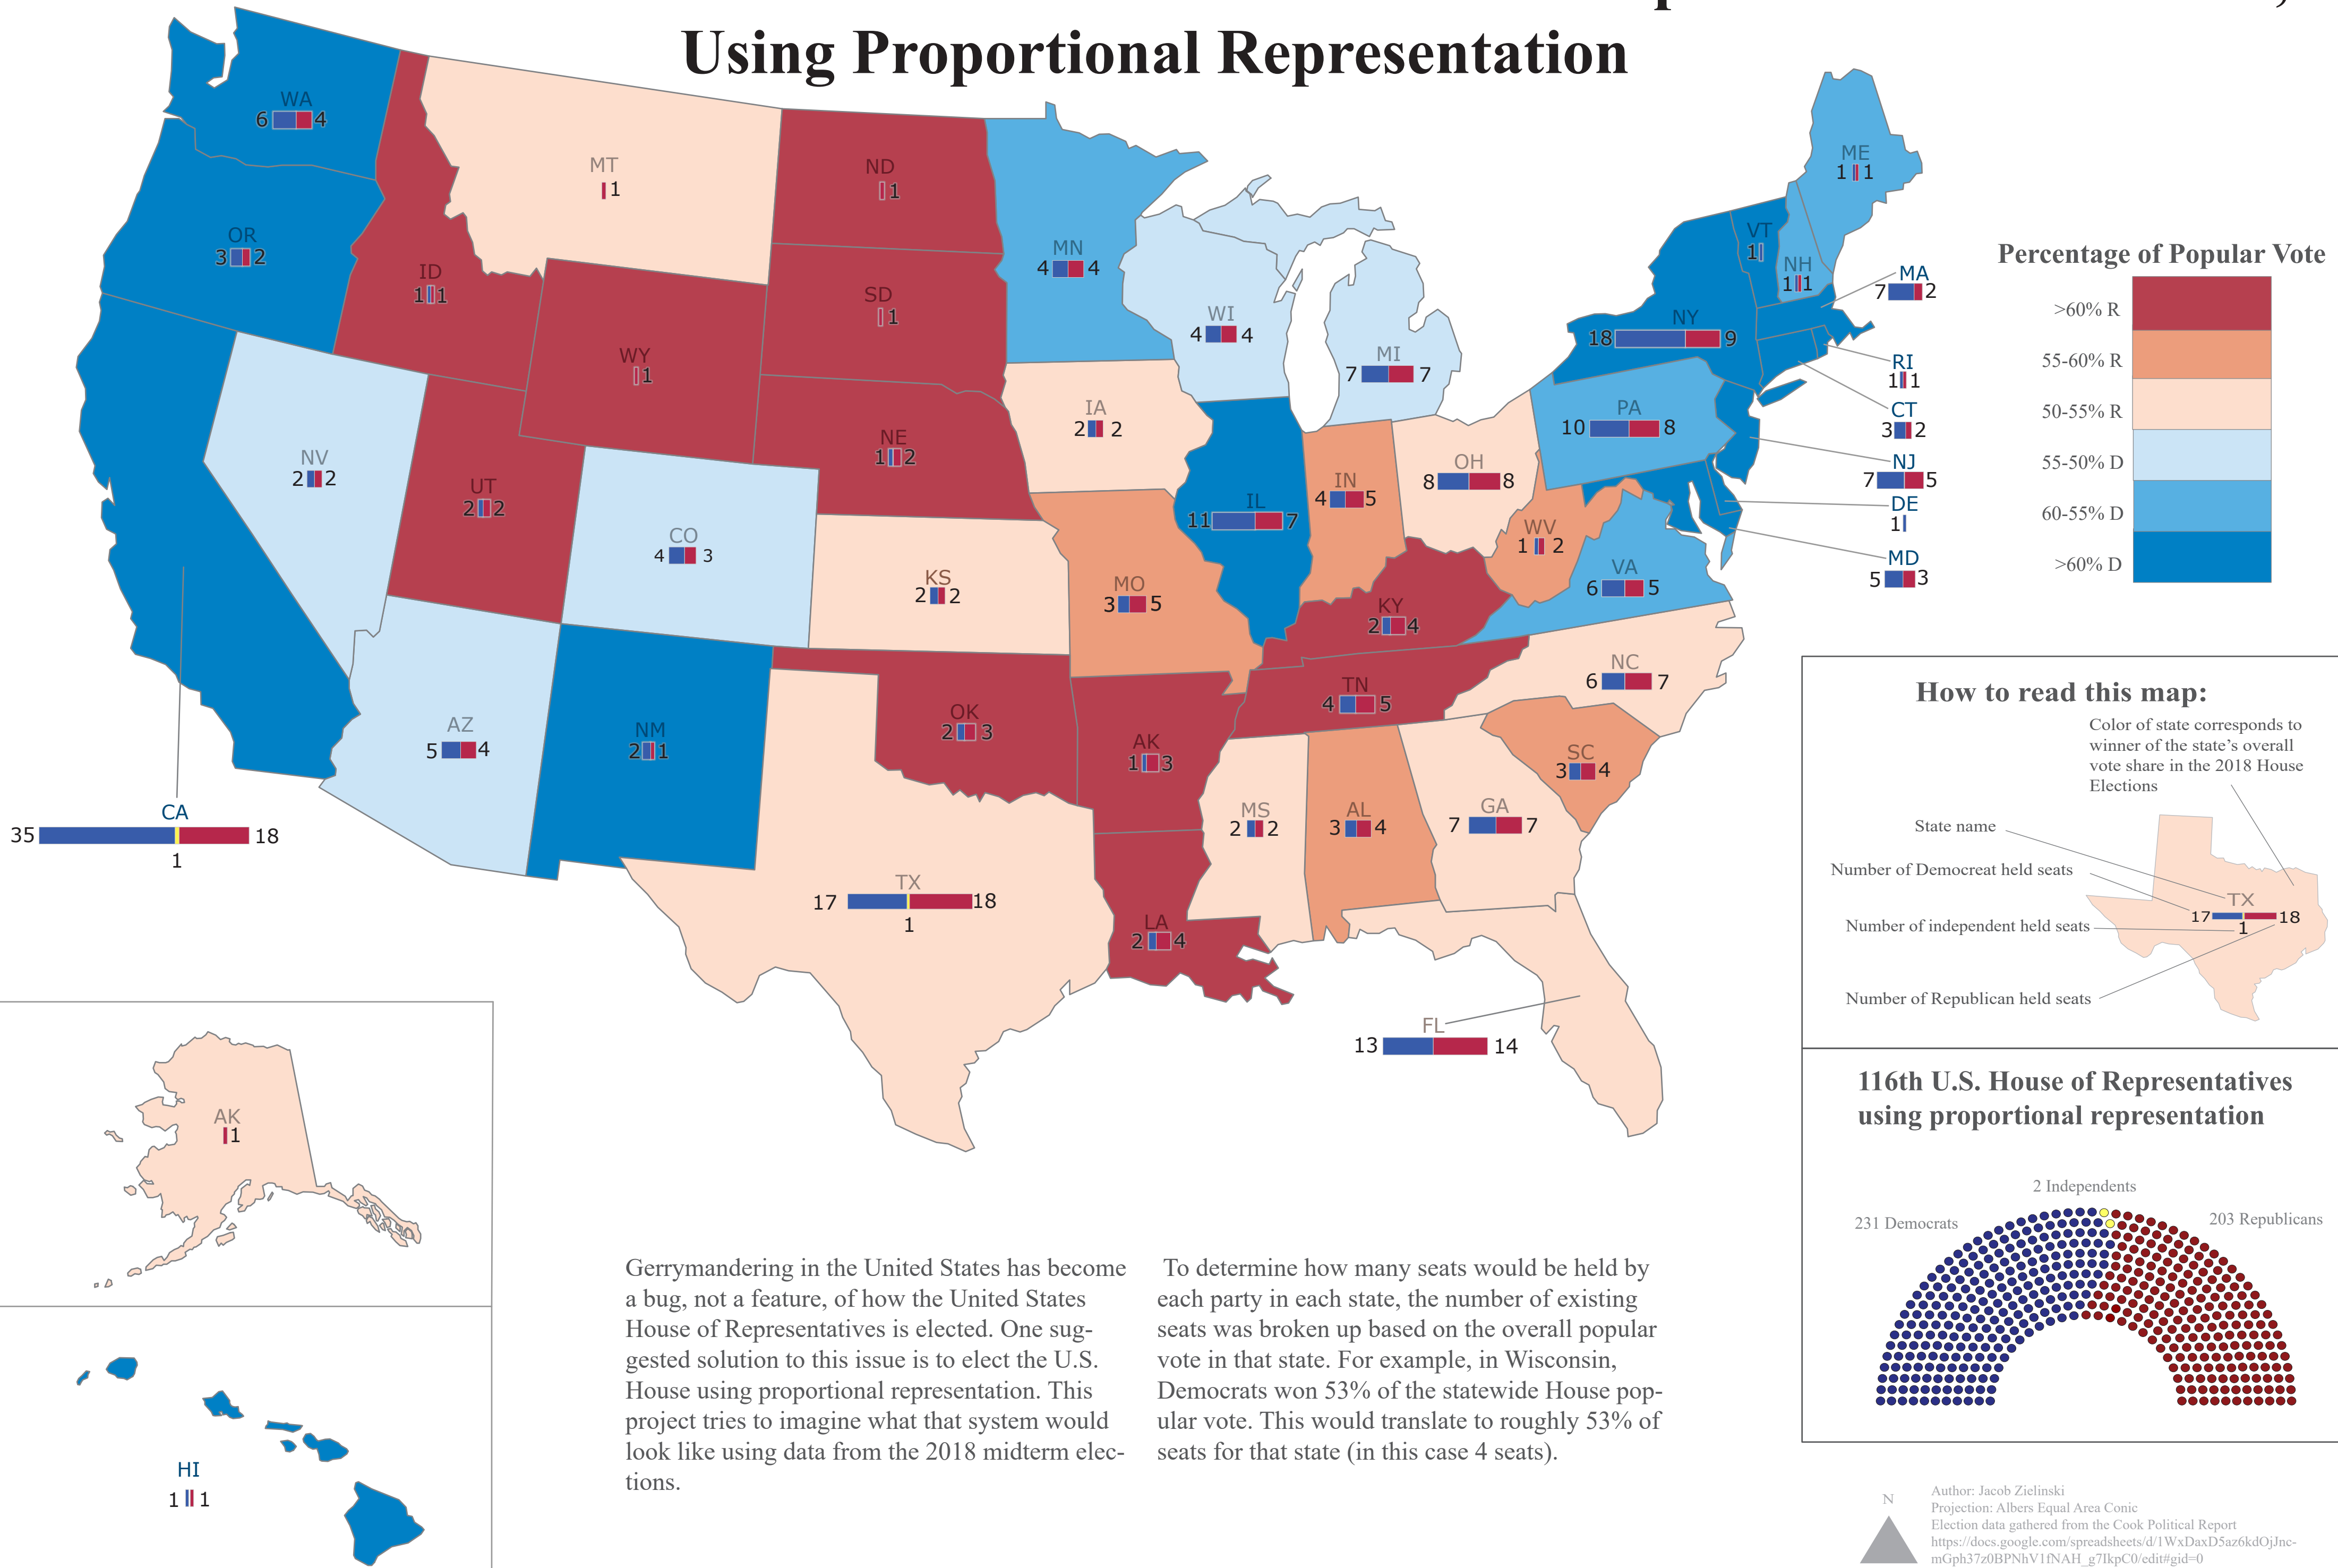 Using Proportional Representation
WA
6 4
MT
1
ND
1
ME
1 1
OR
3 2
ID
1 1
MN
4 4
VT
1
NH
1 1
MA
7 2
SD
1
WI
4 4
NY
18 9
WY
1
MI
7 7
RI
1 1
IA
2 2
PA
10 8
CT
3 2
NE
1 2
NV
2 2
UT
2 2
OH
8 8
IN
4 5
IL
11 7
NJ
7 5
DE
1
CO
4 3
WV
1 2
MD
5 3
KS
2 2
MO
3 5
VA
6 5
KY
2 4
NC
6 7
TN
4 5
AZ
5 4
NM
2 1
OK
2 3
AK
1 3
SC
3 4
CA
35 18
1
MS
2 2
AL
3 4
GA
7 7
TX
17 18
1
LA
2 4
FL
13 14
AK
1
HI
1 1
Percentage of Popular Vote
>60% R
55-60% R
50-55% R
55-50% D
60-55% D
>60% D
How to read this map:
Color of state corresponds to
winner of the state’s overall
vote share in the 2018 House
Elections
State name
Number of Democreat held seats
Number of independent held seats
Number of Republican held seats
TX
17 18
1
116th U.S. House of Representatives
using proportional representation
2 Independents
231 Democrats
203 Republicans
Gerrymandering in the United States has become
a bug, not a feature, of how the United States
House of Representatives is elected. One sug-
gested solution to this issue is to elect the U.S.
House using proportional representation. This
project tries to imagine what that system would
look like using data from the 2018 midterm elec-
tions.
To determine how many seats would be held by
each party in each state, the number of existing
seats was broken up based on the overall popular
vote in that state. For example, in Wisconsin,
Democrats won 53% of the statewide House pop-
ular vote. This would translate to roughly 53% of
seats for that state (in this case 4 seats).
N
Author: Jacob Zielinski
Projection: Albers Equal Area Conic
Election data gathered from the Cook Political Report
https://docs.google.com/spreadsheets/d/1WxDaxD5az6kdOjJnc-
mGph37z0BPNhV1fNAH_g7lkpC0/edit#gid=0